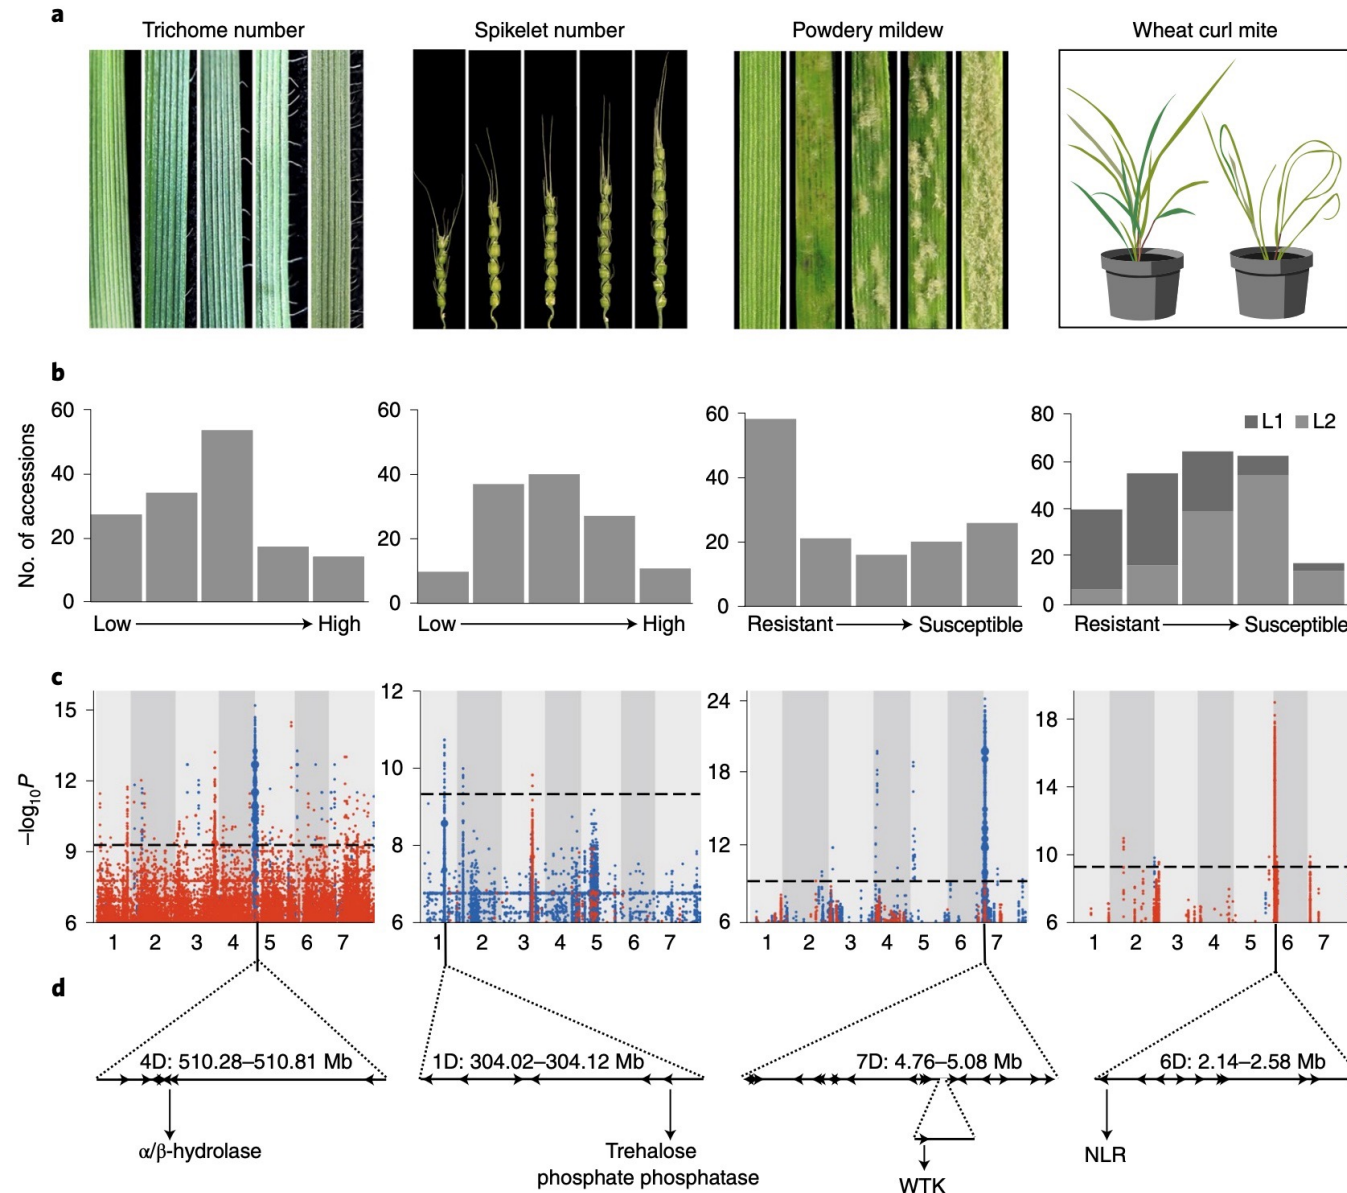 a
Trichome number
Spikelet number
Powdery mildew
Wheat curl mite
b
No. of accessions
60
40
20
0
Low
High
60
40
20
0
Low
High
60
40
20
0
Resistant
Susceptible
80
60
40
20
0
L1 L2
Resistant
Susceptible
c
–log10P
15
12
9
6
1 2 3 4 5 6 7
12
10
8
6
1 2 3 4 5 6 7
24
18
12
6
1 2 3 4 5 6 7
18
14
10
6
1 2 3 4 5 6 7
d
4D: 510.28–510.81 Mb
α/β-hydrolase
1D: 304.02–304.12 Mb
Trehalose
phosphate phosphatase
7D: 4.76–5.08 Mb
WTK
6D: 2.14–2.58 Mb
NLR